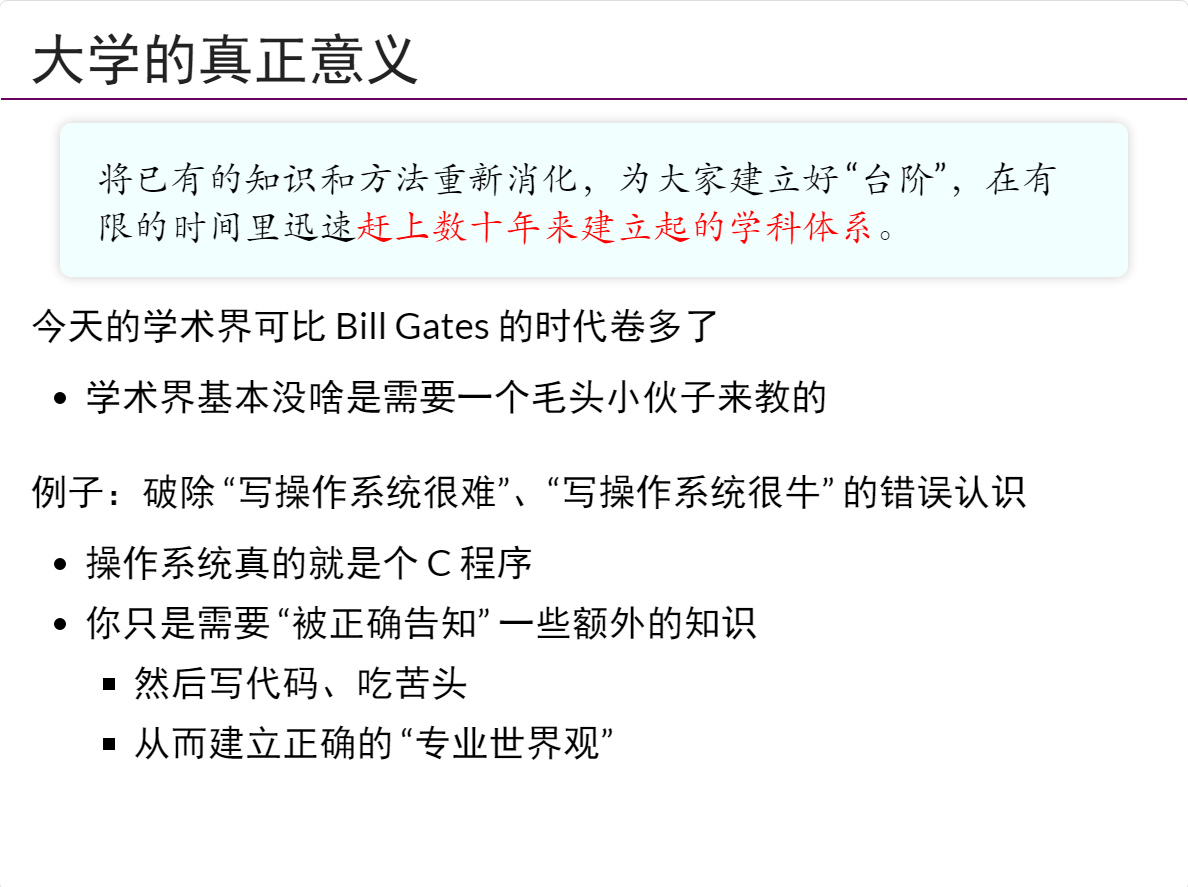 大学的真正意义
将已有的知识和方法重新消化，为大家建立好“台阶”，在有
限的时间里迅速赶上数十年来建立起的学科体系。
今天的学术界可比 Bill Gates 的时代卷多了
• 学术界基本没啥是需要一个毛头小伙子来教的
例子：破除 “写操作系统很难”、“写操作系统很牛” 的错误认识
• 操作系统真的就是个 C 程序
• 你只是需要 “被正确告知” 一些额外的知识
▪ 然后写代码、吃苦头
▪ 从而建立正确的 “专业世界观”